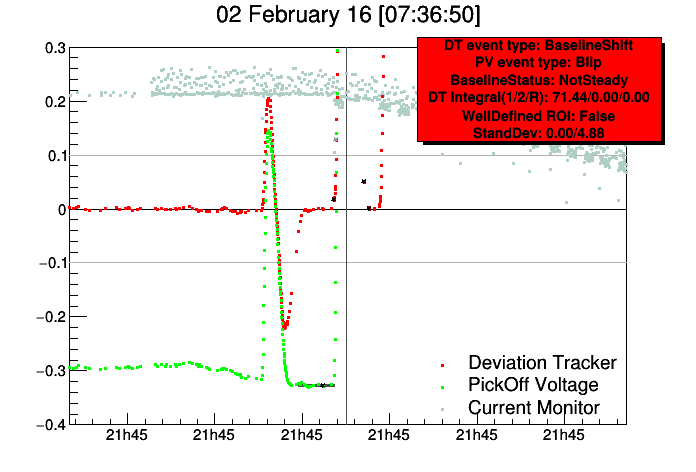 02 February 16 [07:36:50]
DT event type: BaselineShift
PV event type: Blip
BaselineStatus: NotSteady
DT Integral(1/2/R): 71.44/0.00/0.00
WellDefined ROI: False
StandDev: 0.00/4.88
0.3
0.2
0.1
0
−0.1
−0.2
−0.3
−0.4
Deviation Tracker
PickOff Voltage
Current Monitor
21h45 21h45 21h45 21h45 21h45 21h45